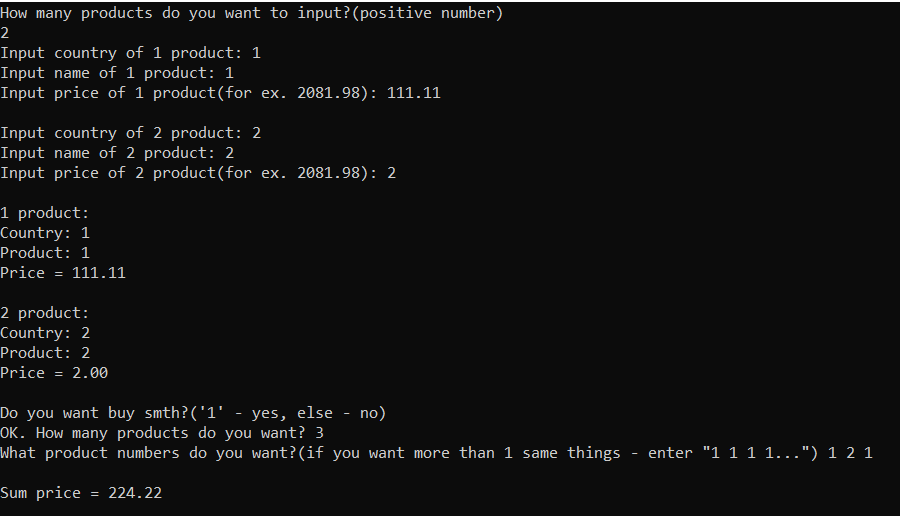 How many products do you want to input?(positive number)
2
Input country of 1 product: 1
Input name of 1 product: 1
Input price of 1 product(for ex. 2081.98): 111.11
Input country of 2 product: 2
Input name of 2 product: 2
Input price of 2 product(for ex. 2081.98): 2
1 product:
Country: 1
Product: 1
Price = 111.11
2 product:
Country: 2
Product: 2
Price = 2.00
Do you want buy smth?('1' - yes, else - no)
OK. How many products do you want? 3
What product numbers do you want?(if you want more than 1 same things - enter "1 1 1 1...") 1 2 1
Sum price = 224.22